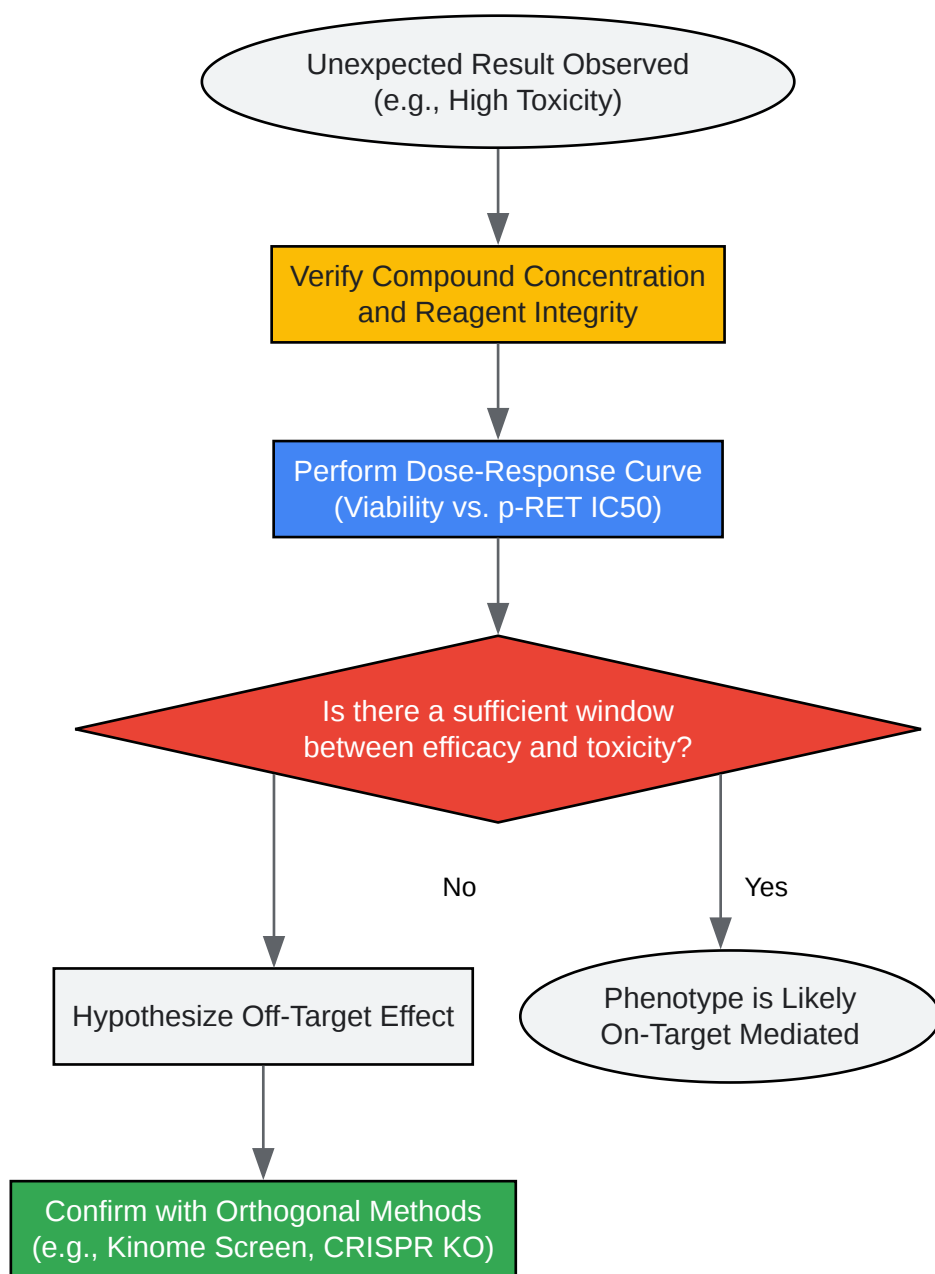 Unexpected Result Observed
(e.g., High Toxicity)
Verify Compound Concentration
and Reagent Integrity
Perform Dose-Response Curve
(Viability vs. p-RET IC50)
Is there a sufficient window
between efficacy and toxicity?
No
Yes
Hypothesize Off-Target Effect
Phenotype is Likely
On-Target Mediated
Confirm with Orthogonal Methods
(e.g., Kinome Screen, CRISPR KO)